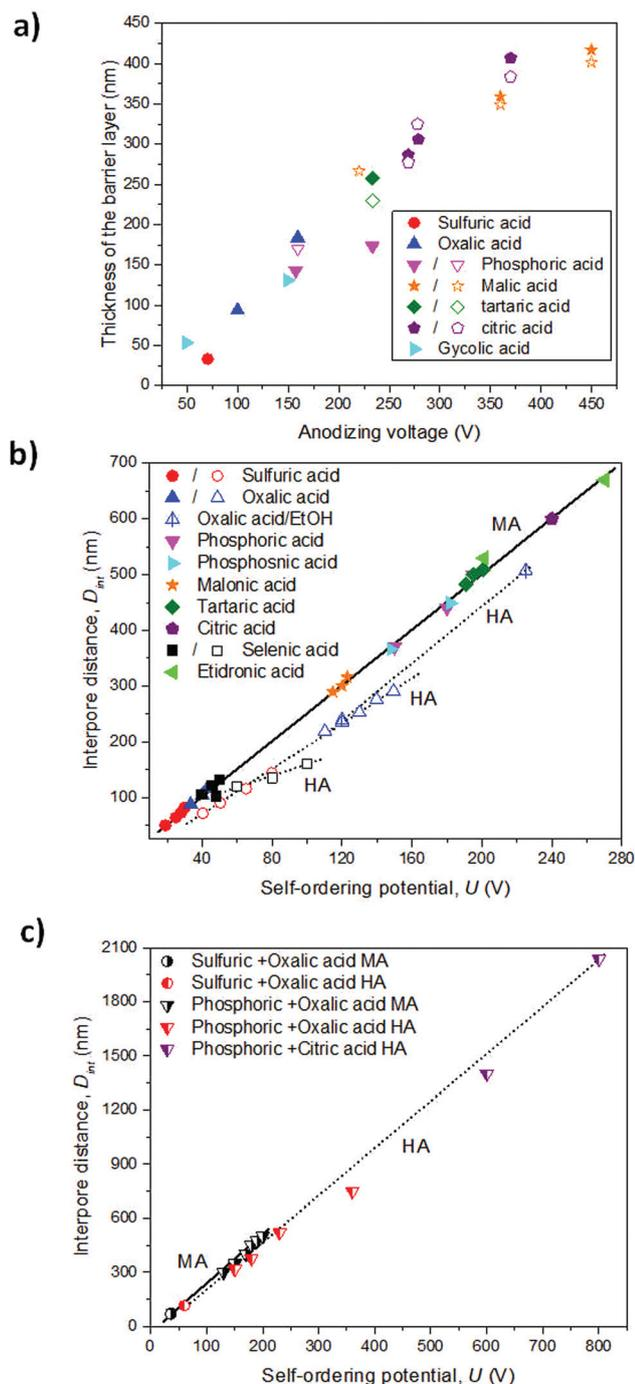 a)
Thickness of the barrier layer (nm)
450
400
350
300
250
200
150
100
50
0
Sulfuric acid
Oxalic acid
/ Phosphoric acid
/ Malic acid
/ tartaric acid
/ citric acid
Gycolic acid
50 100 150 200 250 300 350 400 450
Anodizing voltage (V)
b)
Interpore distance, Dint (nm)
700
600
500
400
300
200
100
/ Sulfuric acid
/ Oxalic acid
Oxalic acid/EtOH
Phosphoric acid
Phosphosnic acid
Malonic acid
Tartaric acid
Citric acid
/ Selenic acid
Etidronic acid
MA
HA
HA
HA
40 80 120 160 200 240 280
Self-ordering potential, U (V)
c)
Interpore distance, Dint (nm)
2100
1800
1500
1200
900
600
300
0
Sulfuric +Oxalic acid MA
Sulfuric +Oxalic acid HA
Phosphoric +Oxalic acid MA
Phosphoric +Oxalic acid HA
Phosphoric +Citric acid HA
HA
MA
0 100 200 300 400 500 600 700 800
Self-ordering potential, U (V)